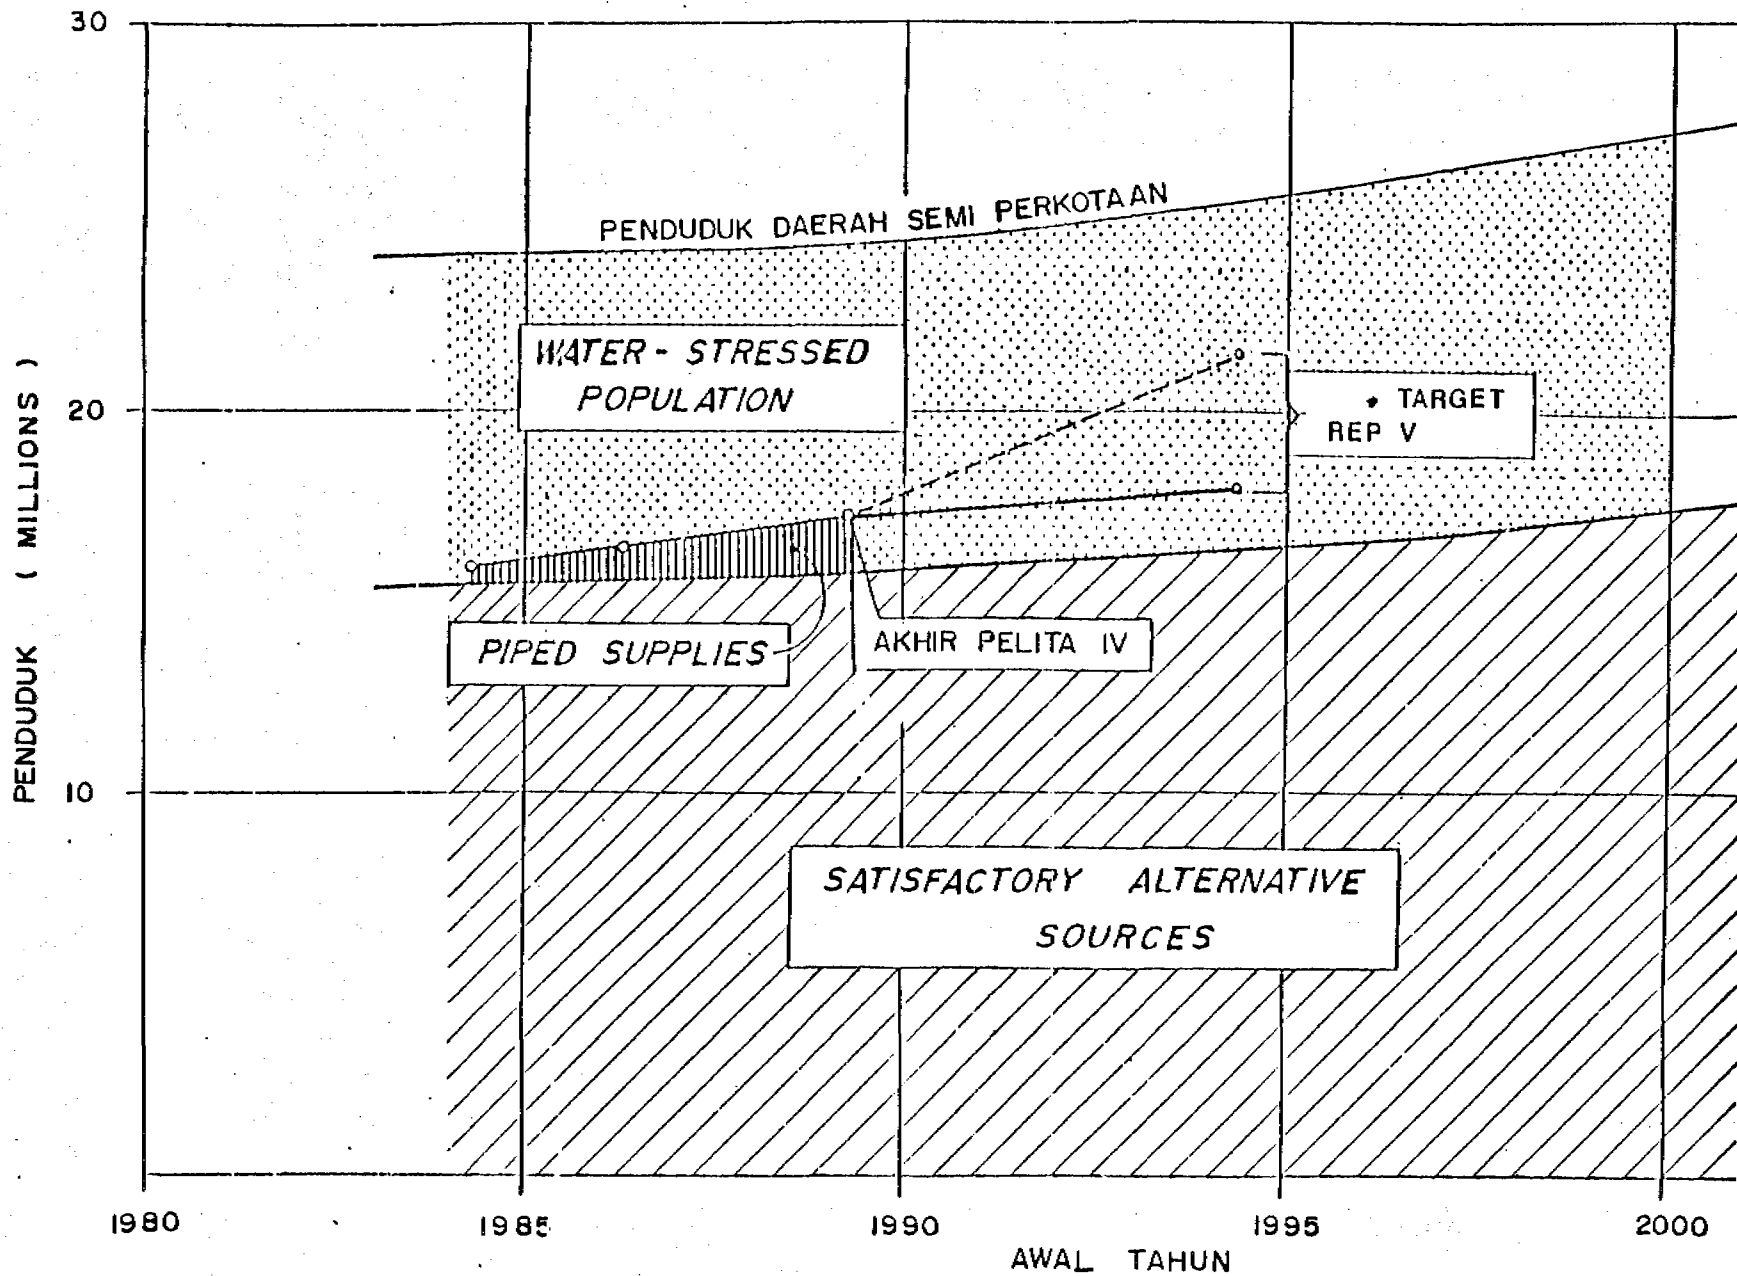 30
PENDUDUK DAERAH SEMI PERKOTAAN
WATER - STRESSED
POPULATION
20
TARGET
REP V
PENDUDUK ( MILLIONS )
PIPED SUPPLIES
AKHIR PELITA IV
10
SATISFACTORY ALTERNATIVE
SOURCES
1980 1985 1990 1995 2000
AWAL TAHUN